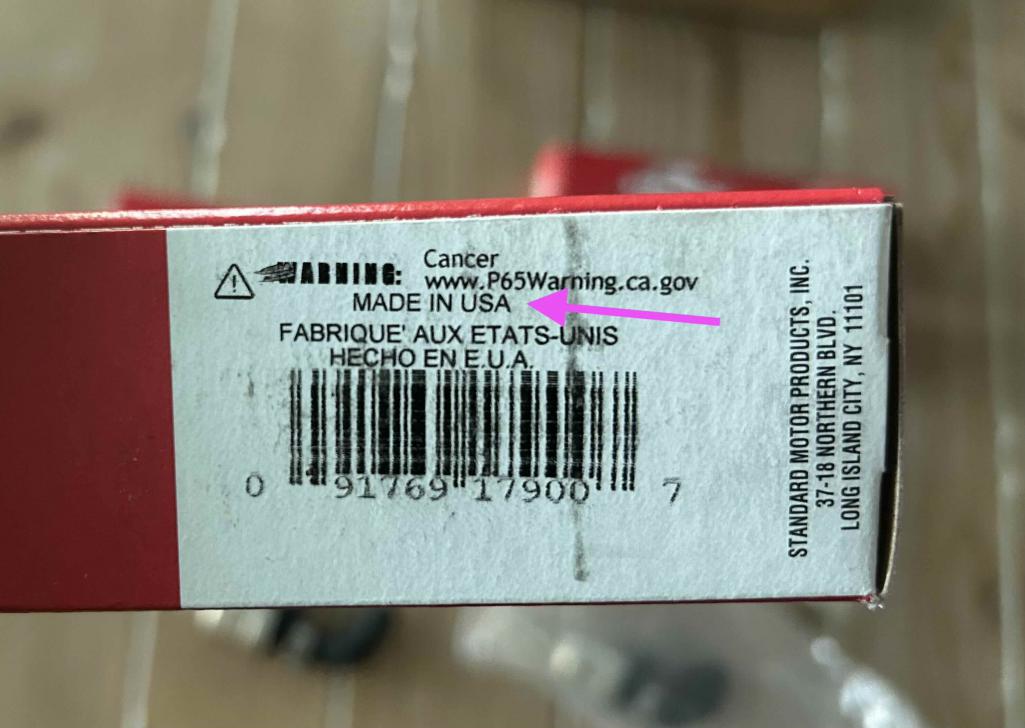 WARNING: Cancer
www.P65Warning.ca.gov
MADE IN USA
FABRIQUE' AUX ETATS-UNIS
HECHO EN E.U.A.
0 91769 17900 7
STANDARD MOTOR PRODUCTS, INC.
37-18 NORTHERN BLVD.
LONG ISLAND CITY, NY 11101